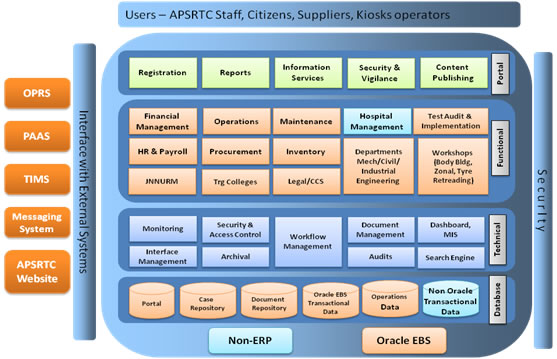 Users – APSRTC Staff, Citizens, Suppliers, Kiosks operators
OPRS
PAAS
TIMS
Messaging
System
APSRTC
Website
Interface with External Systems
Registration
Reports
Information
Services
Security &
Vigilance
Content
Publishing
Portal
Financial
Management
Operations
Maintenance
Hospital
Management
Test Audit &
Implementation
HR & Payroll
Procurement
Inventory
Departments
Mech/Civil/
Industrial
Engineering
Workshops
(Body Bldg,
Zonal, Tyre
Retreading)
JNNURM
Trg Colleges
Legal/CCS
Functional
Monitoring
Security &
Access Control
Workflow
Management
Document
Management
Dashboard,
MIS
Interface
Management
Archival
Audits
Search Engine
Technical
Portal
Case
Repository
Document
Repository
Oracle EBS
Transactional
Data
Operations
Data
Non Oracle
Transactional
Data
Database
Non-ERP
Oracle EBS
Security